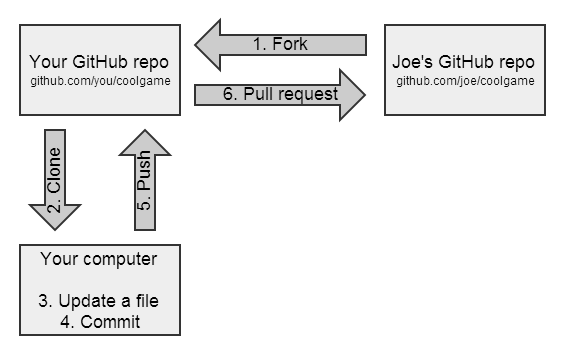 Your GitHub repo
github.com/you/coolgame
1. Fork
6. Pull request
Joe's GitHub repo
github.com/joe/coolgame
2. Clone
5. Push
Your computer
3. Update a file
4. Commit